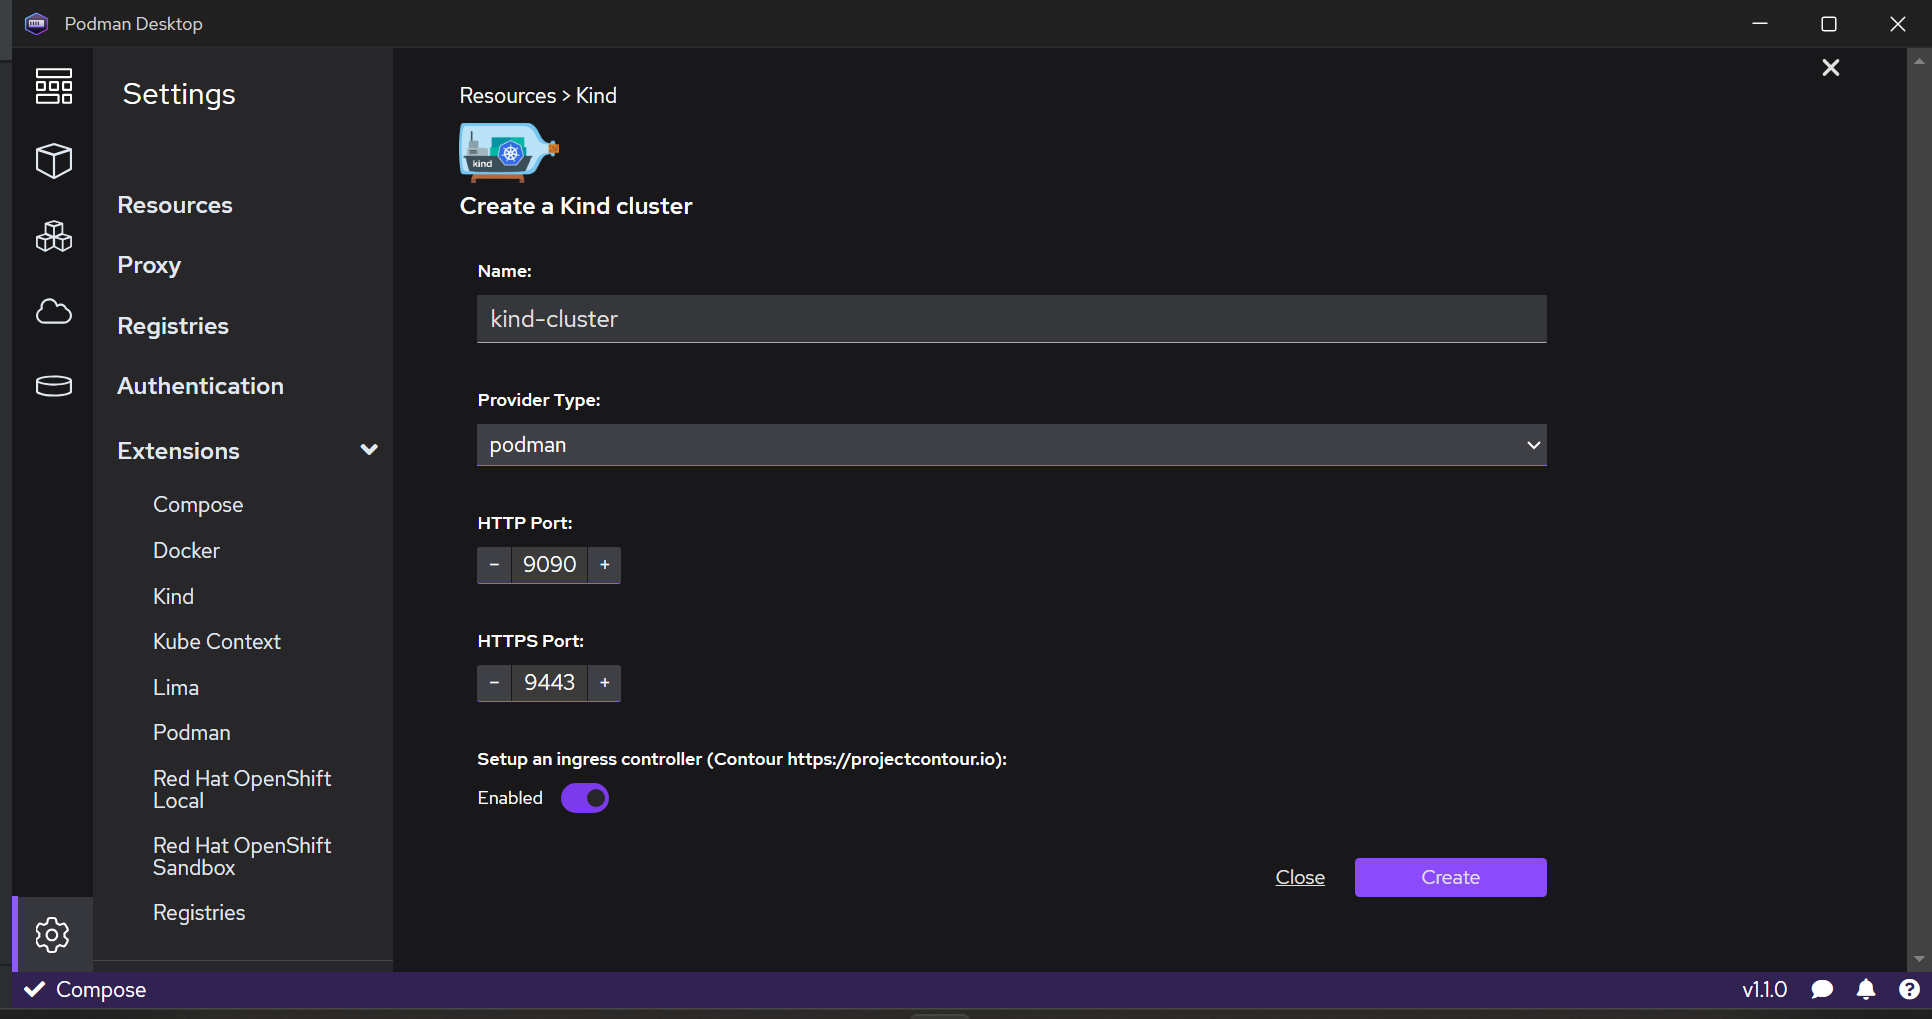 Podman Desktop
Settings
Resources
Proxy
Registries
Authentication
Extensions
Compose
Docker
Kind
Kube Context
Lima
Podman
Red Hat OpenShift
Local
Red Hat OpenShift
Sandbox
Registries
Resources > Kind
kind
Create a Kind cluster
Name:
kind-cluster
Provider Type:
podman
HTTP Port:
- 9090 +
HTTPS Port:
- 9443 +
Setup an ingress controller (Contour https://projectcontour.io):
Enabled
Close
Create
Compose
v1.1.0